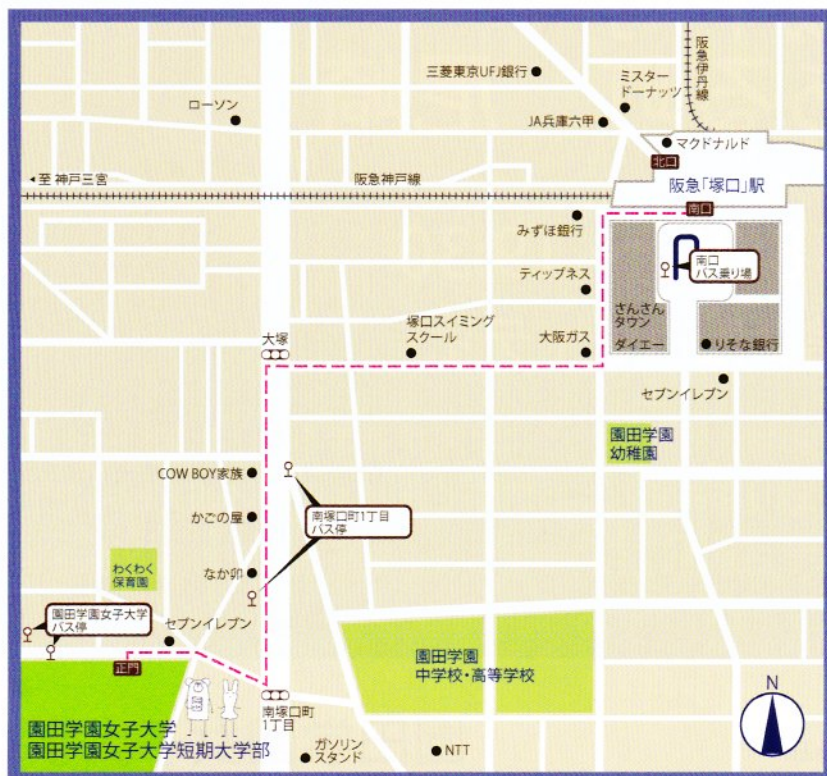 三菱東京UFJ銀行
ミスター
ドーナッツ
阪急伊丹線
ローソン
JA兵庫六甲
マクドナルド
北口
至 神戸三宮
阪急神戸線
阪急「塚口」駅
南口
みずほ銀行
南口
バス乗り場
ティップネス
さんさん
タウン
大塚
塚口スイミング
スクール
大阪ガス
ダイエー
りそな銀行
セブンイレブン
園田学園
幼稚園
COW BOY家族
かごの屋
南塚口町1丁目
バス停
わくわく
保育園
なか卯
園田学園女子大学
バス停
セブンイレブン
正門
園田学園
中学校・高等学校
N
南塚口町
1丁目
園田学園女子大学
園田学園女子大学短期大学部
ガソリン
スタンド
NTT